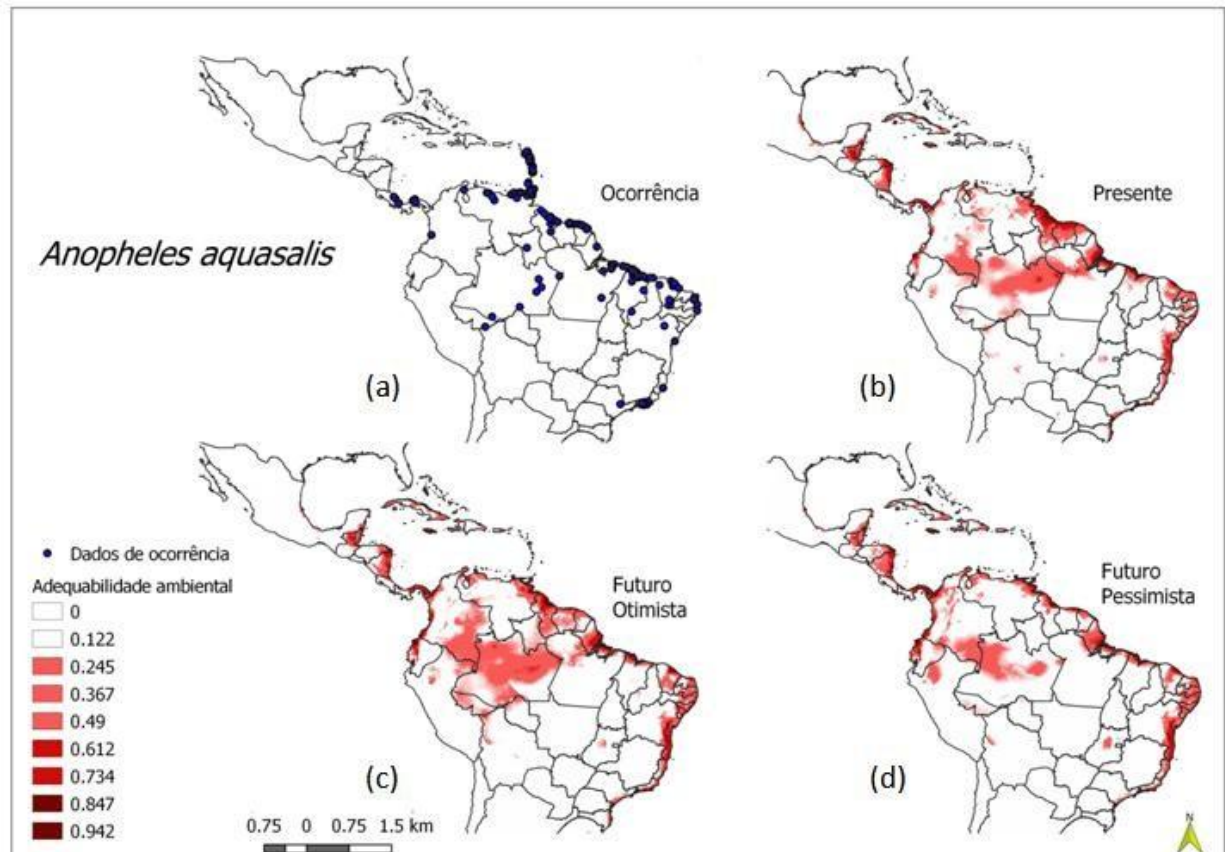 Anopheles aquasalis
Ocorrência
(a)
Presente
(b)
Dados de ocorrência
Adequabilidade ambiental
0
0.122
0.245
0.367
0.49
0.612
0.734
0.847
0.942
Futuro
Otimista
(c)
0.75 0 0.75 1.5 km
Futuro
Pessimista
(d)
N